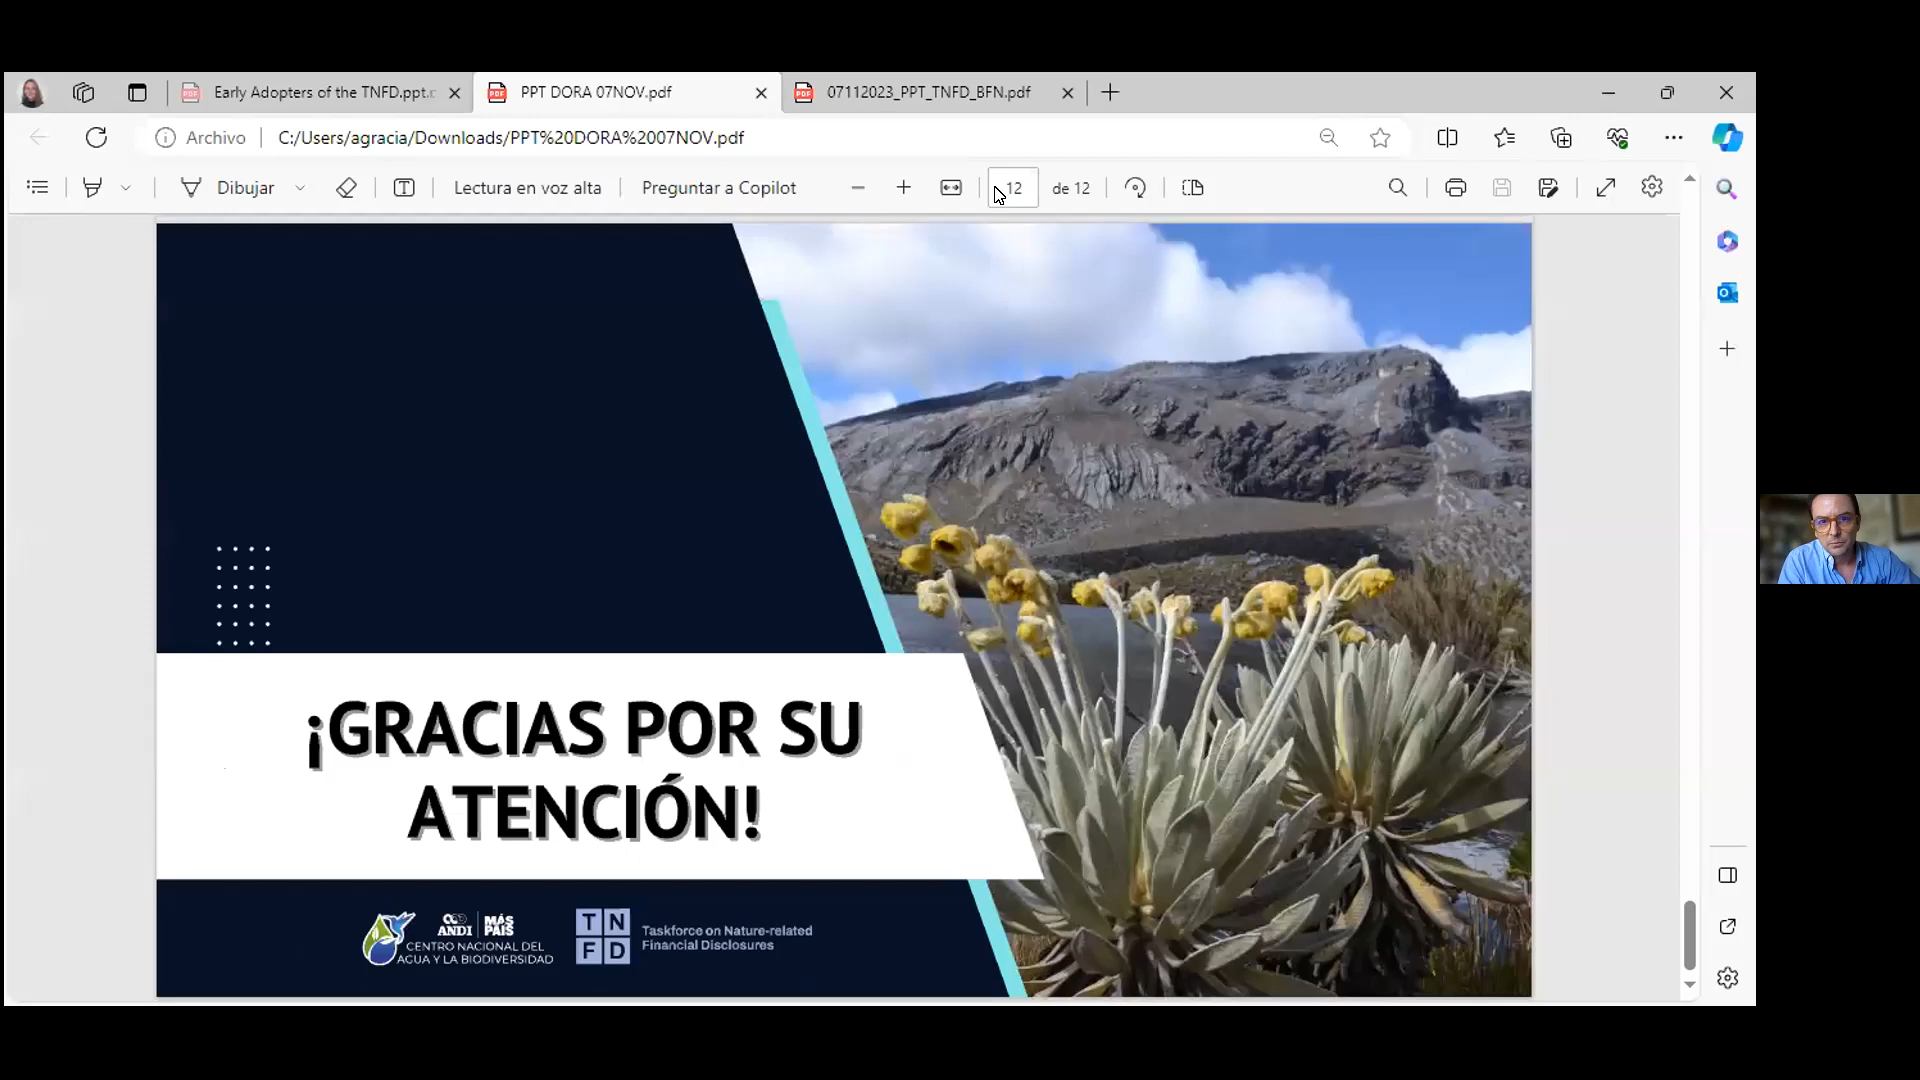 Early Adopters of the TNFD.ppt.c
PPT DORA 07NOV.pdf
07112023_PPT_TNFD_BFN.pdf
Archivo
C:/Users/agracia/Downloads/PPT%20DORA%2007NOV.pdf
Dibujar
Lectura en voz alta
Preguntar a Copilot
12
de 12
¡GRACIAS POR SU
ATENCIÓN!
ANDI
MÁS
PAÍS
CENTRO NACIONAL DEL
AGUA Y LA BIODIVERSIDAD
TN
FD
Taskforce on Nature-related
Financial Disclosures